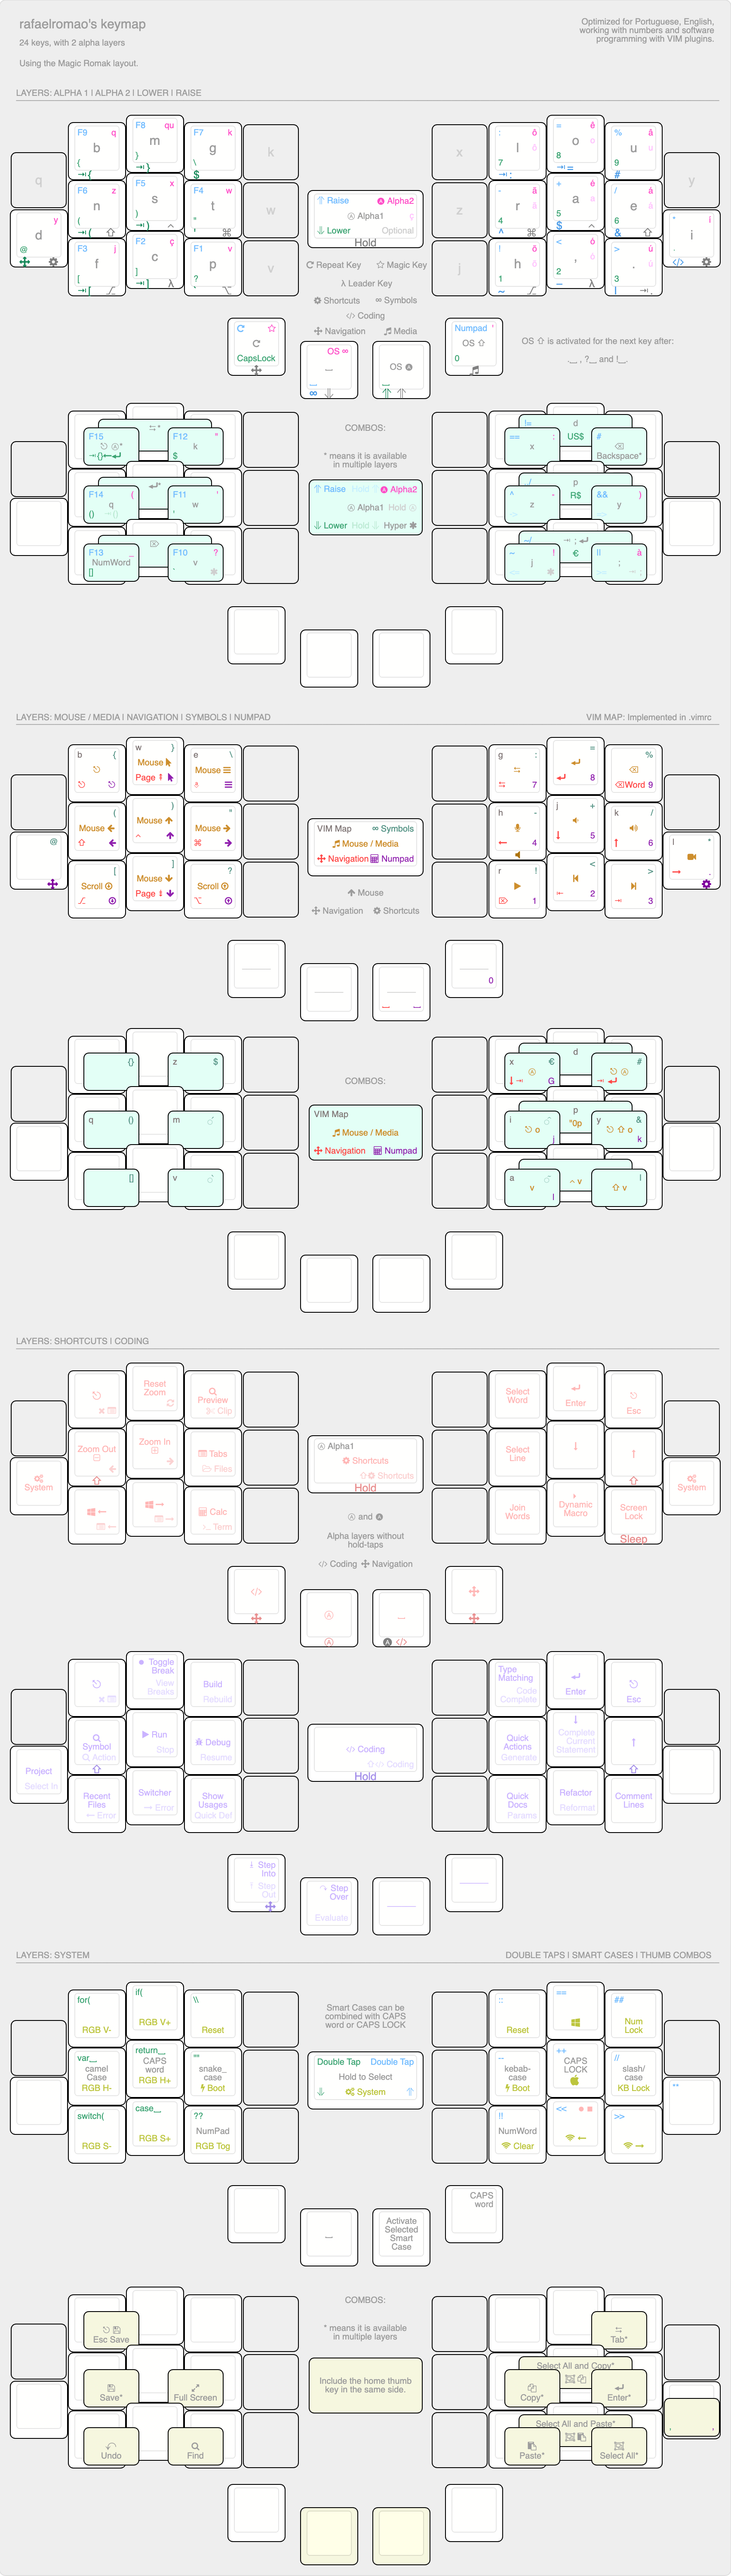 rafaelromao's keymap
24 keys, with 2 alpha layers
Using the Magic Romak layout.
Optimized for Portuguese, English,
working with numbers and software
programming with VIM plugins.
LAYERS: ALPHA 1 | ALPHA 2 | LOWER | RAISE
F9 q
b
{
F8 qu
m
}
F7 k
g
\
$
k
q
F6 z
n
(
F5 x
s
)
F4 w
t
"
w
y
d
@
F3 j
f
[
F2 ç
c
]
F1 v
p
?
v
Raise Alpha2
Alpha1
Lower Optional
Hold
Repeat Key Magic Key
λ Leader Key
Shortcuts ∞ Symbols
</> Coding
Navigation Media
x
: ô
l
7
= ê
o
8
% â
u
9
#
y
z
- ã
r
4
^
+ é
a
5
$
/ á
e
6
&
* í
i
</>
j
! õ
h
1
~
< ó
,
2
> ú
.
3
CapsLock
OS ∞
OS
Numpad '
OS
0
OS ⇧ is activated for the next key after:
COMBOS:
* means it is available
in multiple layers
F15
F12 "
k
$
F14 (
q
()
F11 '
w
F13 _
NumWord
[]
F10 ?
v
Raise Hold Alpha2
Alpha1 Hold
Lower Hold Hyper
!= d
US$
== :
x
#
Backspace*
p
R$
^ -
z
&& )
y
€
~ !
j
|| à
;
LAYERS: MOUSE / MEDIA | NAVIGATION | SYMBOLS | NUMPAD
VIM MAP: Implemented in .vimrc
b {
w }
Mouse
Page
e \
Mouse
(
Mouse
)
Mouse
"
Mouse
@
[
Scroll
]
Mouse
Page
?
Scroll
VIM Map ∞ Symbols
Mouse / Media
Navigation Numpad
Mouse
Navigation Shortcuts
g :
7
=
8
%
Word 9
h -
4
j +
5
k /
6
l *
.
r !
1
<
2
>
3
0
COMBOS:
{}
z $
q ()
m
[]
v
VIM Map
Mouse / Media
Navigation Numpad
d
x €
G
#
p
"0p
i
o
j
y &
o
k
a
v
v
v
LAYERS: SHORTCUTS | CODING
Reset
Zoom
Preview
Clip
Zoom Out
Zoom In
Tabs
Files
System
Calc
Term
Alpha1
Shortcuts
Shortcuts
Hold
and
Alpha layers without
hold-taps
</> Coding Navigation
Select
Word
Enter
Esc
Select
Line
System
Join
Words
Dynamic
Macro
Screen
Lock
Sleep
</>
</>
Toggle
Break
View
Breaks
Build
Rebuild
Symbol
Action
Run
Stop
Debug
Resume
Project
Select In
Recent
Files
Error
Switcher
Error
Show
Usages
Quick Def
</> Coding
</> Coding
Hold
Type
Matching
Code
Complete
Enter
Esc
Quick
Actions
Generate
Complete
Current
Statement
Quick
Docs
Params
Refactor
Reformat
Comment
Lines
Step
Into
Step
Out
Step
Over
Evaluate
LAYERS: SYSTEM
DOUBLE TAPS | SMART CASES | THUMB COMBOS
for(
RGB V-
if(
RGB V+
\\
Reset
var
camel
Case
RGB H-
return
CAPS
word
RGB H+
snake_
case
Boot
switch(
RGB S-
case
RGB S+
??
NumPad
RGB Tog
Smart Cases can be
combined with CAPS
word or CAPS LOCK
Double Tap Double Tap
Hold to Select
System
::
Reset
==
##
Num
Lock
--
kebab-
case
Boot
++
CAPS
LOCK
//
slash/
case
KB Lock
**
!!
NumWord
Clear
<<
>>
Activate
Selected
Smart
Case
CAPS
word
COMBOS:
* means it is available
in multiple layers
Esc Save
Save*
Full Screen
Undo
Find
Include the home thumb
key in the same side.
Tab*
Select All and Copy*
Copy*
Enter*
Select All and Paste*
Paste*
Select All*